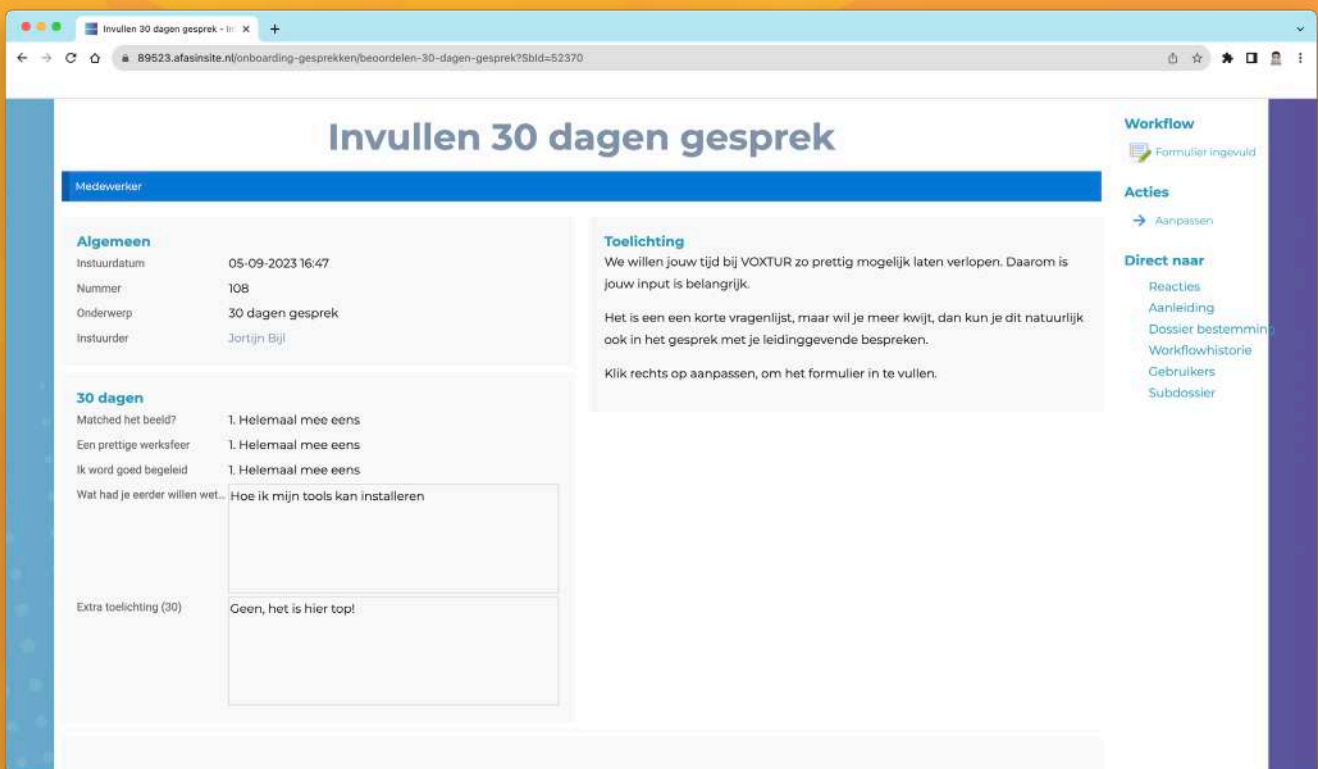 Invullen 30 dagen gesprek - In
89523.afasinsite.nl/onboarding-gesprekken/beoordelen-30-dagen-gesprek?SbId=52370
Invullen 30 dagen gesprek
Medewerker
Algemeen
Instuurdatum 05-09-2023 16:47
Nummer 108
Onderwerp 30 dagen gesprek
Instuurder Jortijn Bijl
30 dagen
Matched het beeld? 1. Helemaal mee eens
Een prettige werksfeer 1. Helemaal mee eens
Ik word goed begeleid 1. Helemaal mee eens
Wat had je eerder willen wet... Hoe ik mijn tools kan installeren
Extra toelichting (30) Geen, het is hier top!
Toelichting
We willen jouw tijd bij VOXTUR zo prettig mogelijk laten verlopen. Daarom is
jouw input is belangrijk.
Het is een een korte vragenlijst, maar wil je meer kwijt, dan kun je dit natuurlijk
ook in het gesprek met je leidinggevende bespreken.
Klik rechts op aanpassen, om het formulier in te vullen.
Workflow
Formulier ingevuld
Acties
Aanpassen
Direct naar
Reacties
Aanleiding
Dossier bestemming
Workflowhistorie
Gebruikers
Subdossier